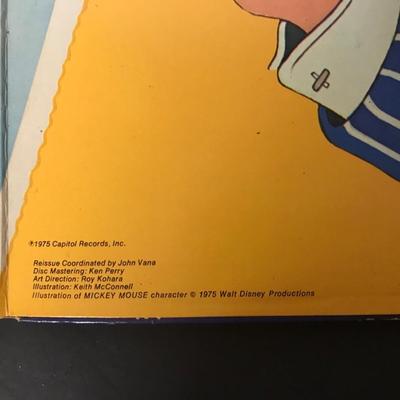 ℗1975 Capitol Records, Inc.
Reissue Coordinated by John Vana
Disc Mastering: Ken Perry
Art Direction: Roy Kohara
Illustration: Keith McConnell
Illustration of MICKEY MOUSE character © 1975 Walt Disney Productions